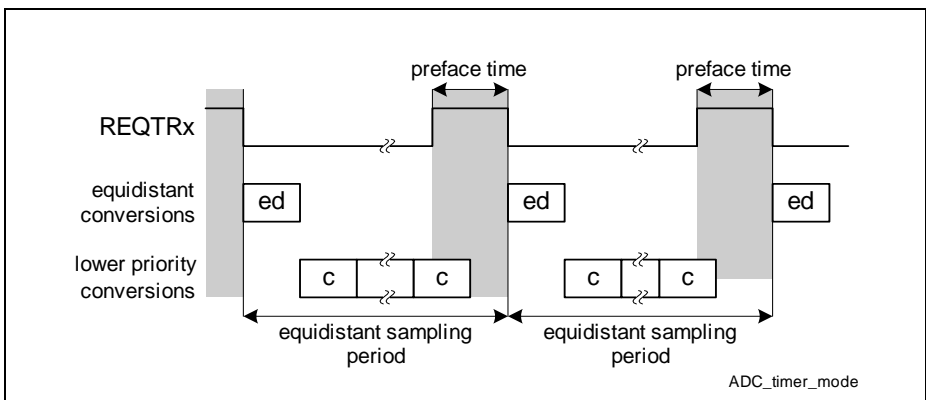 preface time preface time
REQTRx
equidistant
conversions
ed ed ed
lower priority
conversions
c c c c
equidistant sampling
period
equidistant sampling
period
ADC_timer_mode